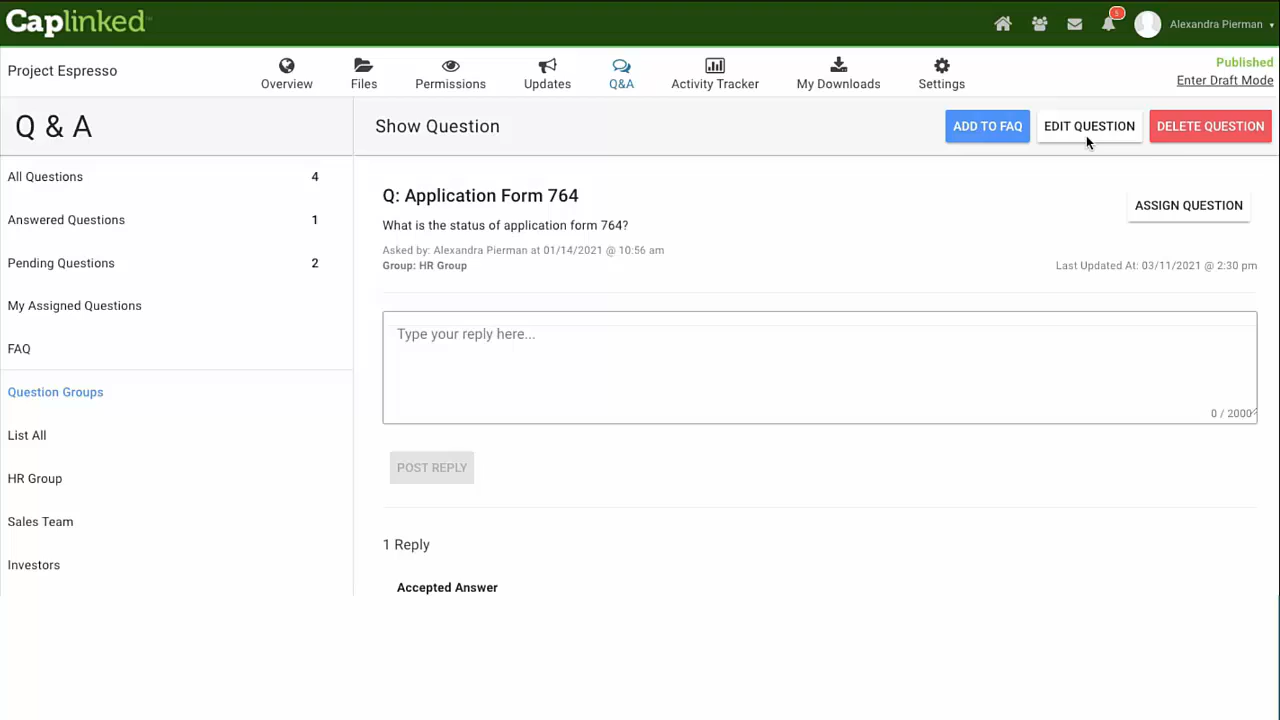 Caplinked
5
Alexandra Pierman
Project Espresso
Overview
Files
Permissions
Updates
Q&A
Activity Tracker
My Downloads
Settings
Published
Enter Draft Mode
Q & A
Show Question
ADD TO FAQ
EDIT QUESTION
DELETE QUESTION
All Questions 4
Answered Questions 1
Pending Questions 2
My Assigned Questions
FAQ
Question Groups
List All
HR Group
Sales Team
Investors
Q: Application Form 764
ASSIGN QUESTION
What is the status of application form 764?
Asked by: Alexandra Pierman at 01/14/2021 @ 10:56 am
Group: HR Group
Last Updated At: 03/11/2021 @ 2:30 pm
Type your reply here...
0 / 2000
POST REPLY
1 Reply
Accepted Answer